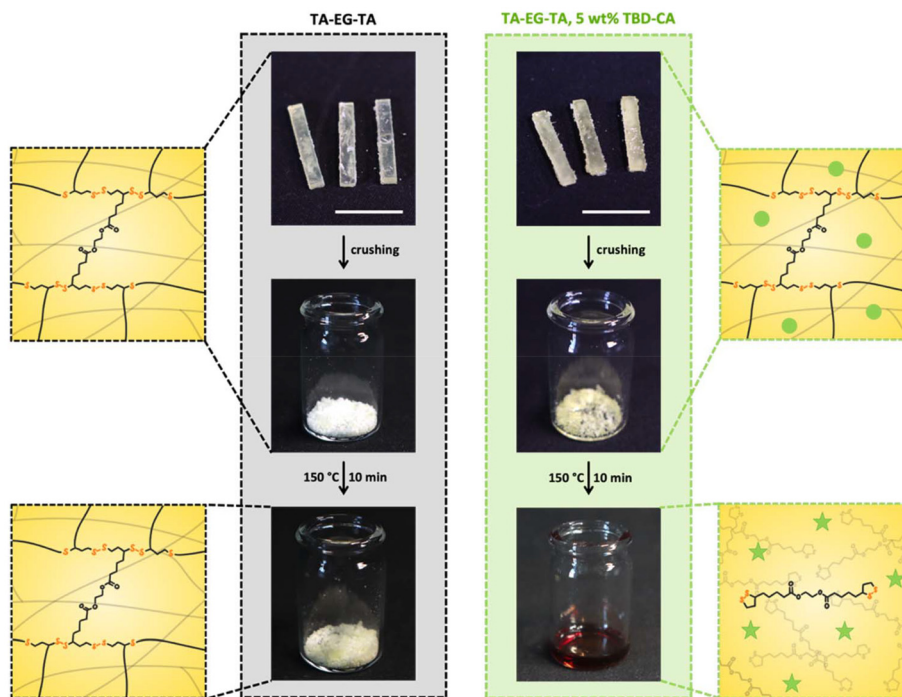 TA-EG-TA
TA-EG-TA, 5 wt% TBD-CA
crushing
crushing
150 °C 10 min
150 °C 10 min